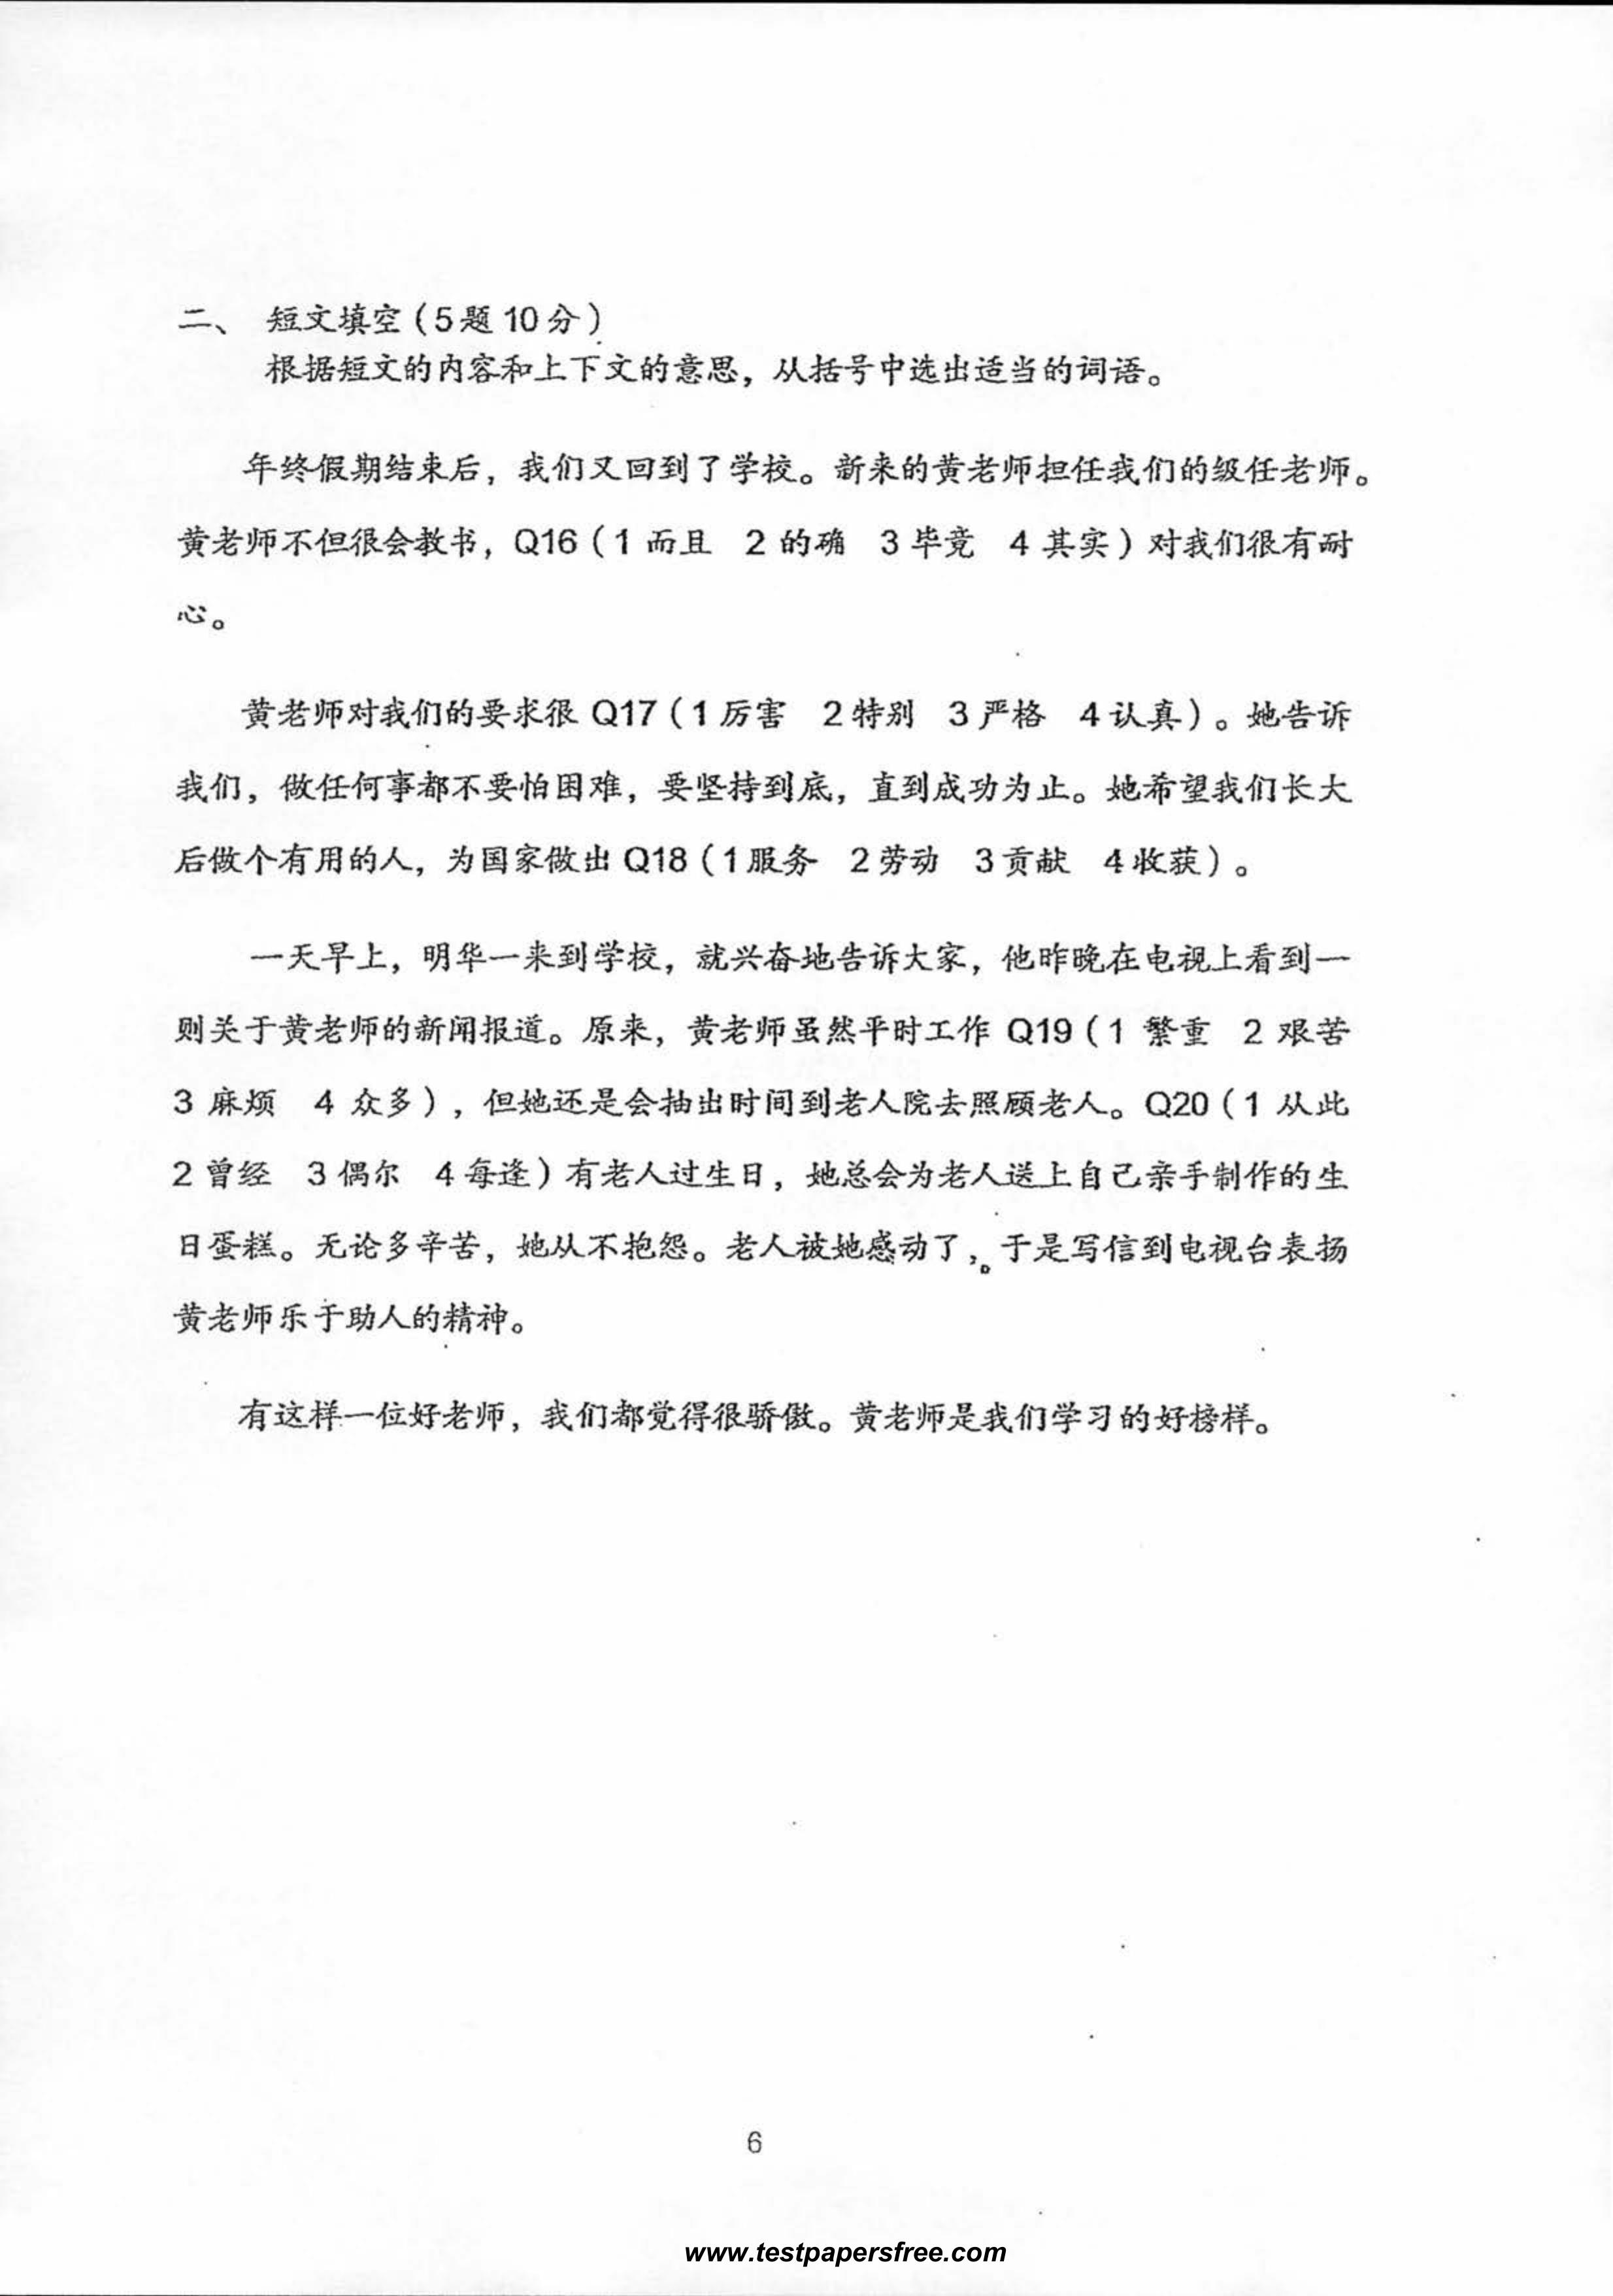 二、 短文填空（5题10分）
根据短文的内容和上下文的意思，从括号中选出适当的词语。
年终假期结束后，我们又回到了学校。新来的黄老师担任我们的级任老师。
黄老师不但很会教书，Q16（1 而且 2 的确 3 毕竟 4 其实）对我们很有耐
心。
黄老师对我们的要求很 Q17（1 厉害 2 特别 3 严格 4 认真）。她告诉
我们，做任何事都不要怕困难，要坚持到底，直到成功为止。她希望我们长大
后做个有用的人，为国家做出 Q18（1 服务 2 劳动 3 贡献 4 收获）。
一天早上，明华一来到学校，就兴奋地告诉大家，他昨晚在电视上看到一
则关于黄老师的新闻报道。原来，黄老师虽然平时工作 Q19（1 繁重 2 艰苦
3 麻烦 4 众多），但她还是会抽出时间到老人院去照顾老人。Q20（1 从此
2 曾经 3 偶尔 4 每逢）有老人过生日，她总会为老人送上自己亲手制作的生
日蛋糕。无论多辛苦，她从不抱怨。老人被她感动了，。于是写信到电视台表扬
黄老师乐于助人的精神。
有这样一位好老师，我们都觉得很骄傲。黄老师是我们学习的好榜样。
6
www.testpapersfree.com